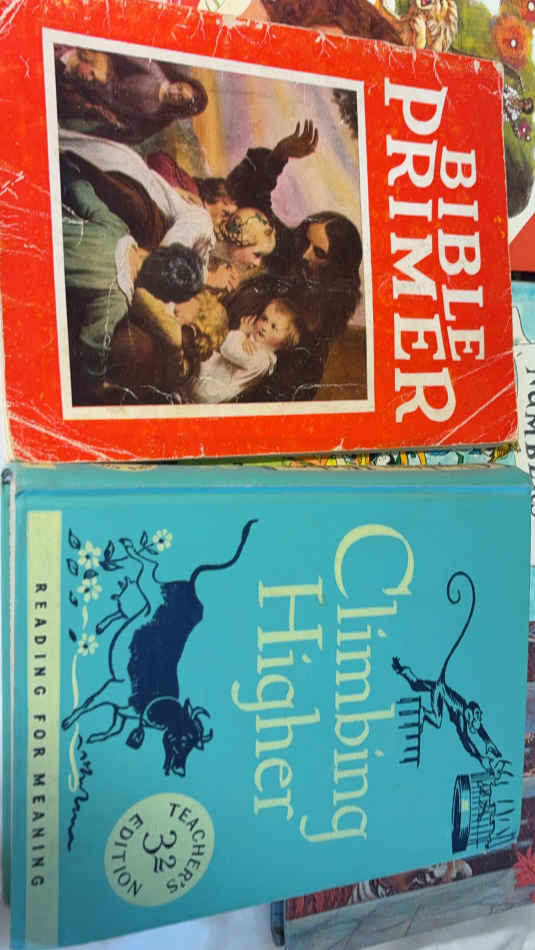 BIBLE
PRIMER
Climbing
Higher
TEACHER'S
3²
EDITION
READING FOR MEANING